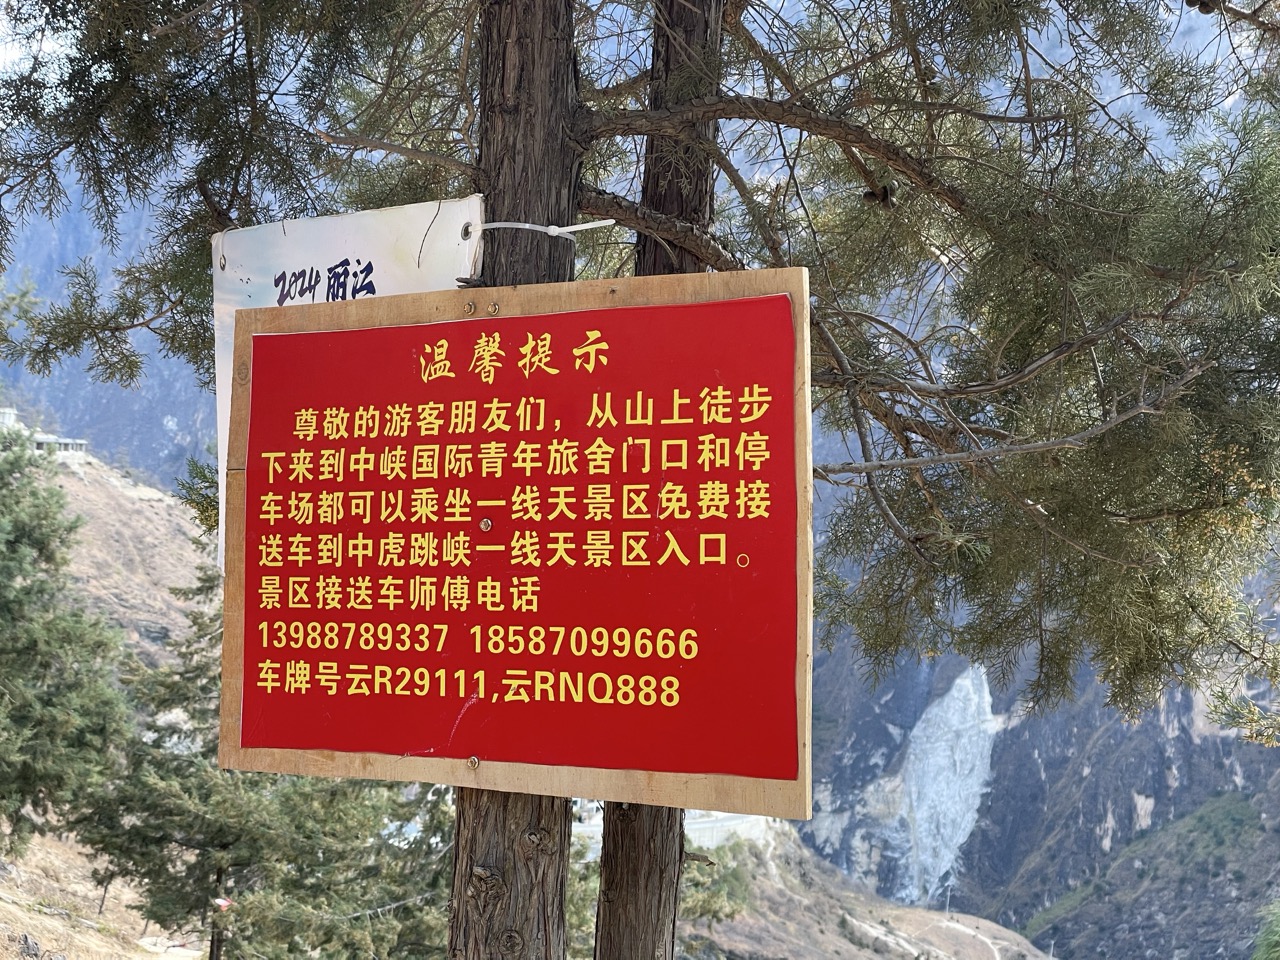 2024 丽江
温馨提示
尊敬的游客朋友们，从山上徒步
下来到中峡国际青年旅舍门口和停
车场都可以乘坐一线天景区免费接
送车到中虎跳峡一线天景区入口。
景区接送车师傅电话
13988789337 18587099666
车牌号云R29111,云RNQ888